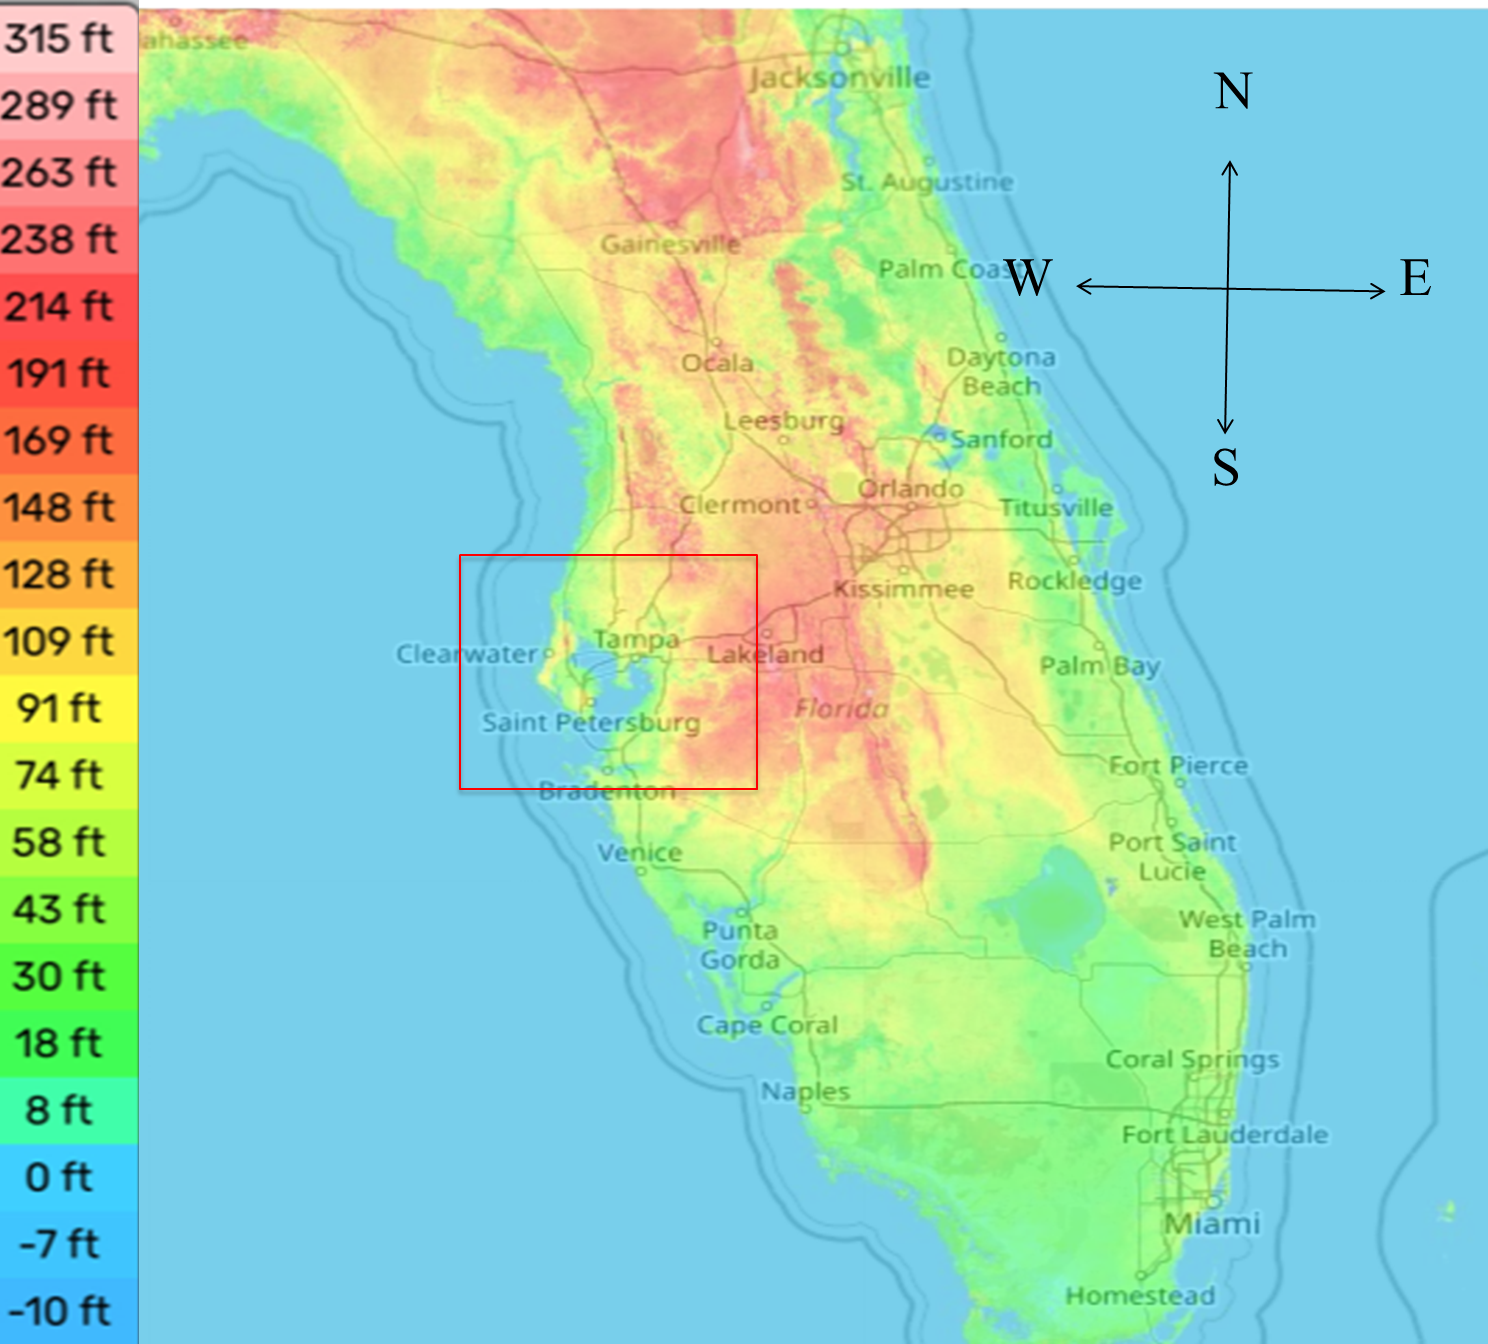 315 ft
289 ft
263 ft
238 ft
214 ft
191 ft
169 ft
148 ft
128 ft
109 ft
91 ft
74 ft
58 ft
43 ft
30 ft
18 ft
8 ft
0 ft
-7 ft
-10 ft
ahassee
Jacksonville
N
St. Augustine
Gainesville
Palm Coas
W
E
Ocala
Daytona
Beach
Leesburg
Sanford
S
Clermont
Orlando
Titusville
Kissimmee
Rockledge
Clearwater
Tampa
Lakeland
Palm Bay
Florida
Saint Petersburg
Fort Pierce
Bradenton
Venice
Port Saint
Lucie
Punta
Gorda
West Palm
Beach
Cape Coral
Coral Springs
Naples
Fort Lauderdale
Miami
Homestead